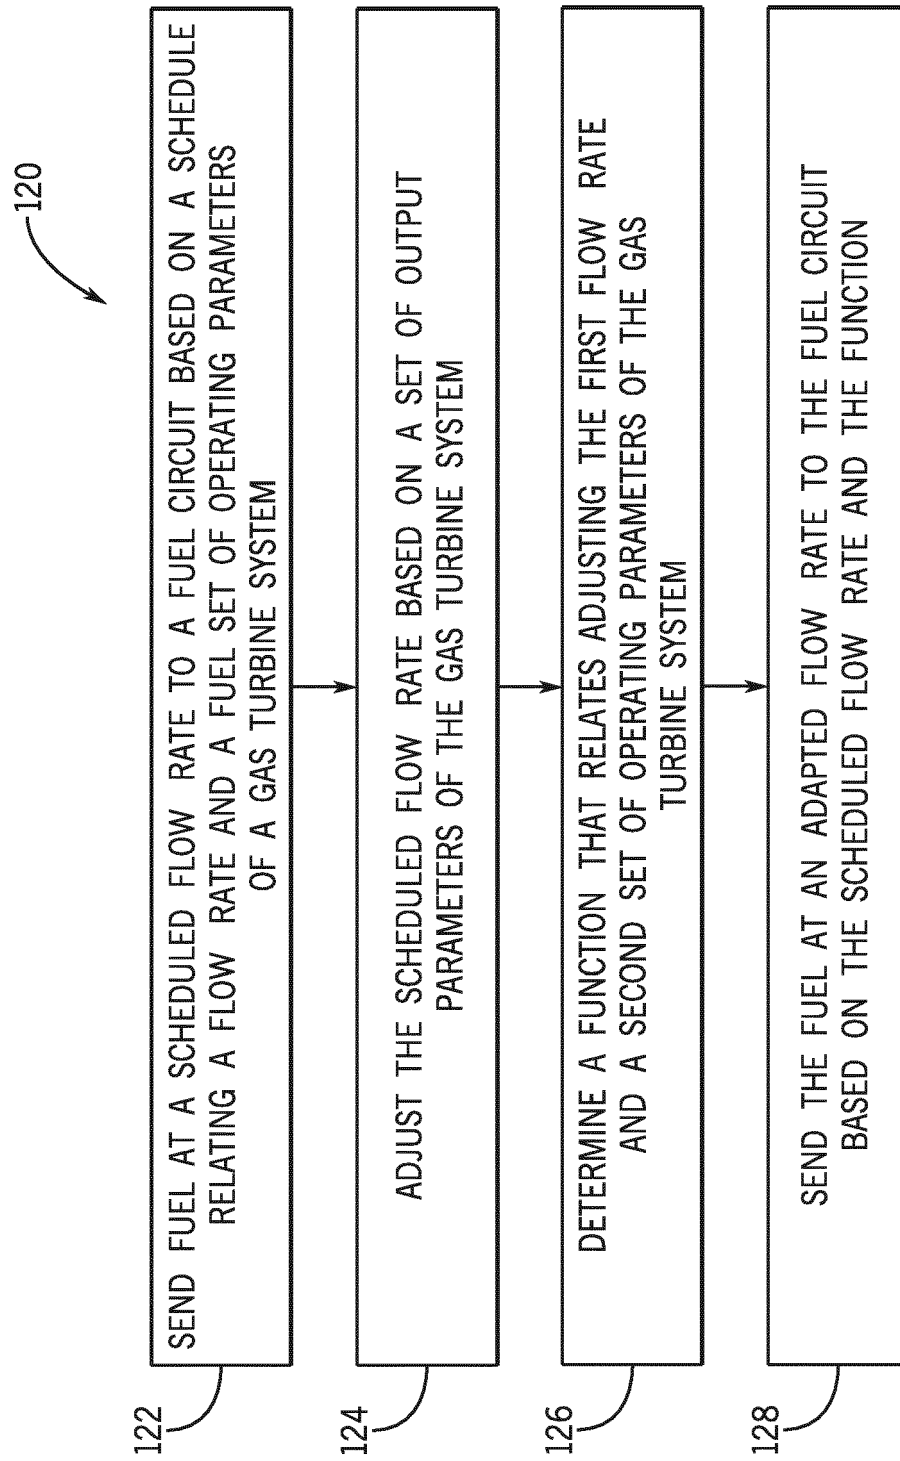 120
122
SEND FUEL AT A SCHEDULED FLOW RATE TO A FUEL CIRCUIT BASED ON A SCHEDULE
RELATING A FLOW RATE AND A FUEL SET OF OPERATING PARAMETERS
OF A GAS TURBINE SYSTEM
124
ADJUST THE SCHEDULED FLOW RATE BASED ON A SET OF OUTPUT
PARAMETERS OF THE GAS TURBINE SYSTEM
126
DETERMINE A FUNCTION THAT RELATES ADJUSTING THE FIRST FLOW RATE
AND A SECOND SET OF OPERATING PARAMETERS OF THE GAS
TURBINE SYSTEM
128
SEND THE FUEL AT AN ADAPTED FLOW RATE TO THE FUEL CIRCUIT
BASED ON THE SCHEDULED FLOW RATE AND THE FUNCTION